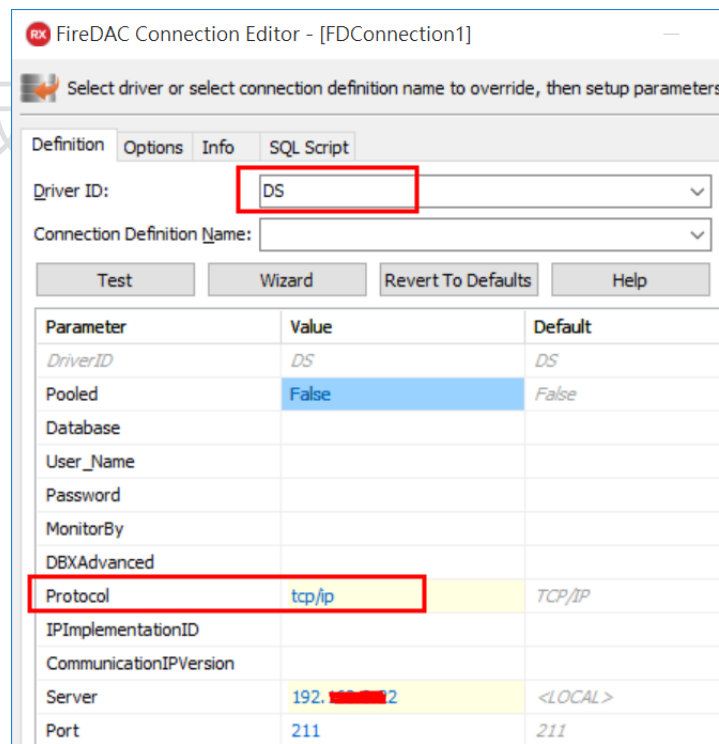 RX FireDAC Connection Editor - [FDConnection1]
Select driver or select connection definition name to override, then setup parameters
Definition Options Info SQL Script
Driver ID: DS
Connection Definition Name:
Test Wizard Revert To Defaults Help
Parameter Value Default
DriverID DS DS
Pooled False False
Database
User_Name
Password
MonitorBy
DBXAdvanced
Protocol tcp/ip TCP/IP
IPImplementationID
CommunicationIPVersion
Server 192. 2 <LOCAL>
Port 211 211